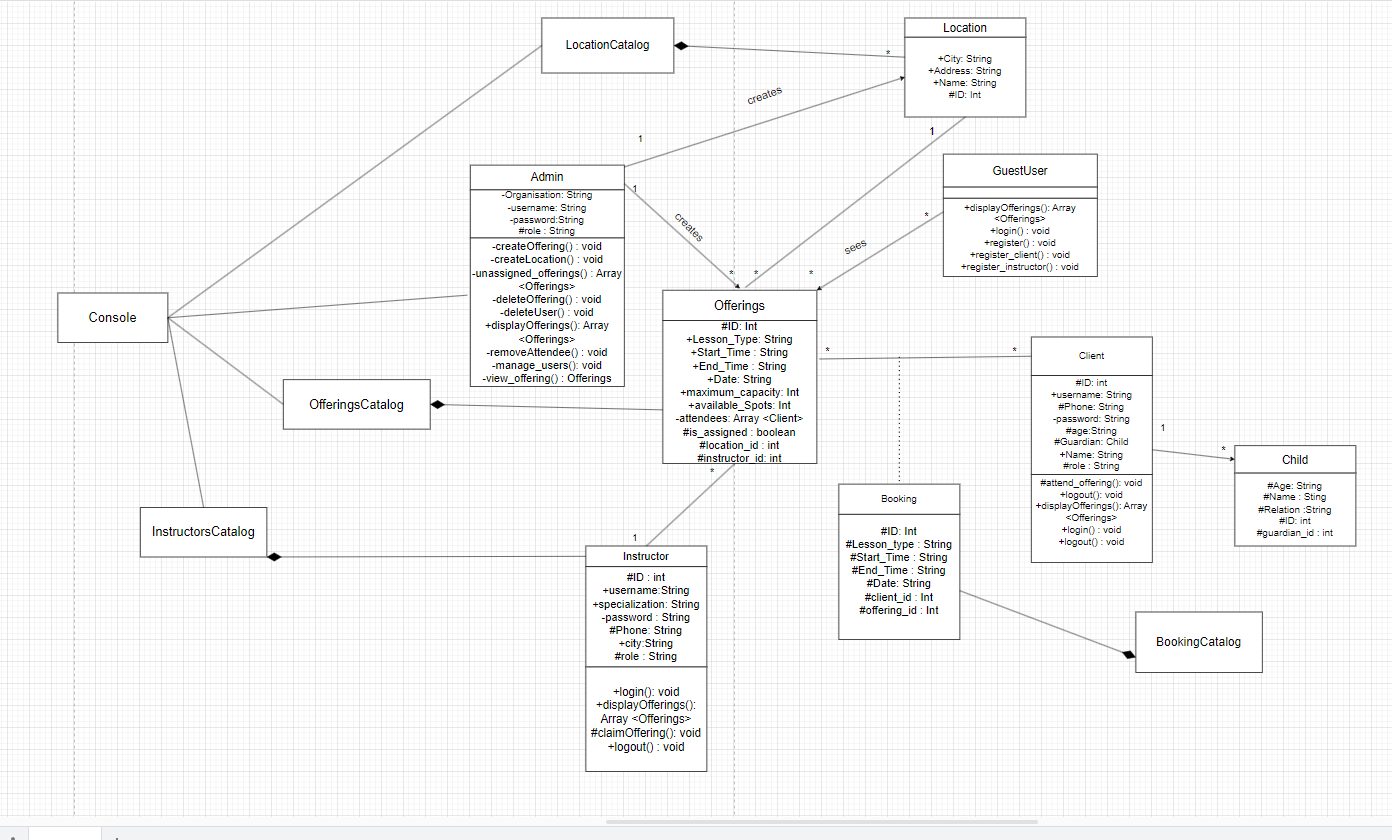 LocationCatalog
*
Location
+City: String
+Address: String
+Name: String
#ID: Int
creates
1
1
Admin
-Organisation: String
-username: String
-password:String
#role : String
-createOffering() : void
-createLocation() : void
-unassigned_offerings() : Array
<Offerings>
-deleteOffering() : void
-deleteUser() : void
+displayOfferings(): Array
<Offerings>
-removeAttendee() : void
-manage_users(): void
-view_offering() : Offerings
1
creates
*
*
*
GuestUser
+displayOfferings(): Array
<Offerings>
+login() : void
+register() : void
+register_client() : void
+register_instructor() : void
*
sees
Console
Offerings
#ID: Int
+Lesson_Type: String
+Start_Time : String
+End_Time : String
+Date: String
+maximum_capacity: Int
+available_Spots: Int
-attendees: Array <Client>
#is_assigned : boolean
#location_id : int
#instructor_id: int
*
*
Client
#ID: int
+username: String
#Phone: String
-password: String
#age:String
#Guardian: Child
+Name: String
#role : String
#attend_offering(): void
+logout(): void
+displayOfferings(): Array
<Offerings>
+login() : void
+logout() : void
1
*
Child
#Age: String
#Name : Sting
#Relation :String
#ID: int
#guardian_id : int
OfferingsCatalog
*
1
InstructorsCatalog
Instructor
#ID : int
+username:String
+specialization: String
-password : String
#Phone: String
+city:String
#role : String
+login(): void
+displayOfferings():
Array <Offerings>
#claimOffering(): void
+logout() : void
Booking
#ID: Int
#Lesson_type : String
#Start_Time : String
#End_Time : String
#Date: String
#client_id : Int
#offering_id : Int
BookingCatalog